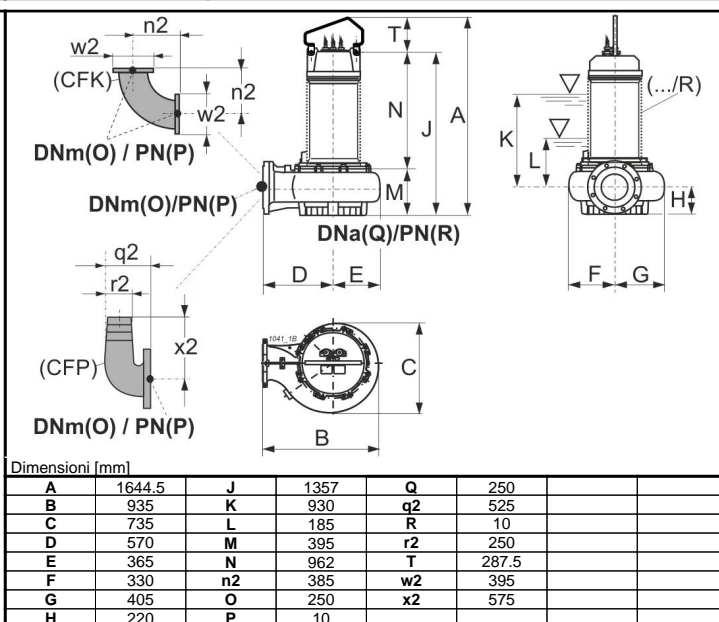 n2
w2
(CFK)
n2
w2
DNm(O) / PN(P)
DNm(O)/PN(P)
DNa(Q)/PN(R)
T
N
J
A
M
D
E
K
L
(.../R)
H
F
G
q2
r2
x2
(CFP)
DNm(O) / PN(P)
1041_1B
C
B
Dimensioni [mm]
A 1644.5 J 1357 Q 250
B 935 K 930 q2 525
C 735 L 185 R 10
D 570 M 395 r2 250
E 365 N 962 T 287.5
F 330 n2 385 w2 395
G 405 O 250 x2 575
H 220 P 10